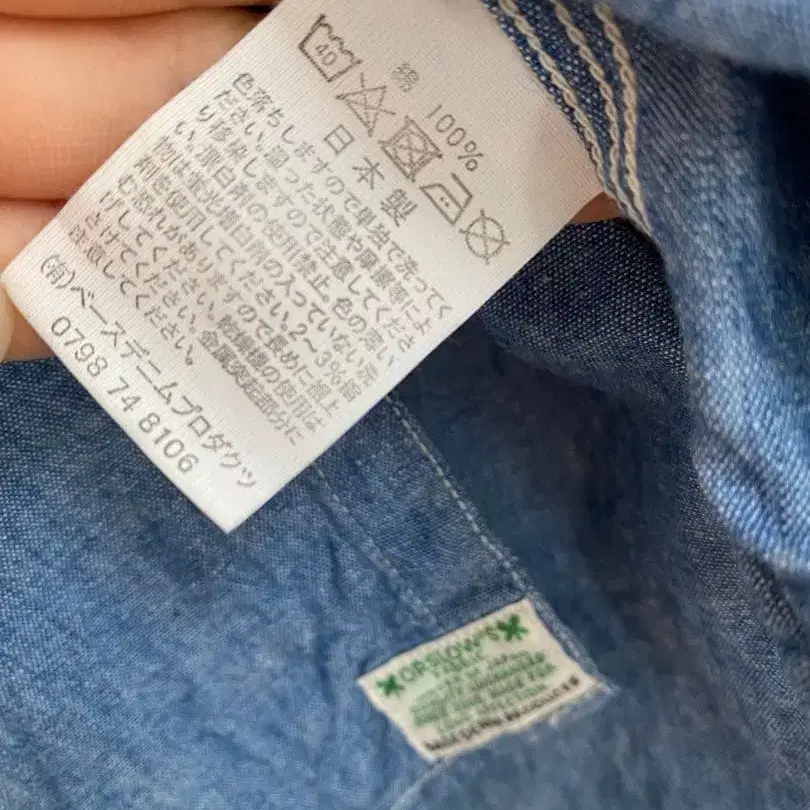 40
綿 100%
日本製
色落ちしますので単独で洗ってく
ださい。湿った状態や摩擦等によ
り移染しますので注意してくださ
い。漂白剤の使用禁止。色の濃い
物は蛍光増白剤の入っていない洗
剤を使用してください。2〜3%縮
む恐れがありますので長めに裾上
げしてください。乾燥機の使用は
さけてください。金属突起部分に
注意してください。
(有)ベースデニムプロダクツ
0798 74 8106
ORSLOW'S